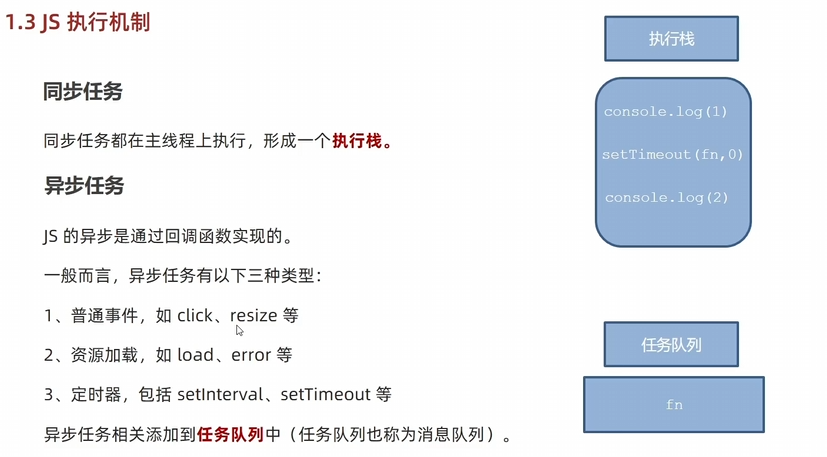 1.3 JS 执行机制
同步任务
同步任务都在主线程上执行，形成一个执行栈。
异步任务
JS 的异步是通过回调函数实现的。
一般而言，异步任务有以下三种类型：
1、普通事件，如 click、resize 等
2、资源加载，如 load、error 等
3、定时器，包括 setInterval、setTimeout 等
异步任务相关添加到任务队列中（任务队列也称为消息队列）。
执行栈
console.log(1)
setTimeout(fn,0)
console.log(2)
任务队列
fn